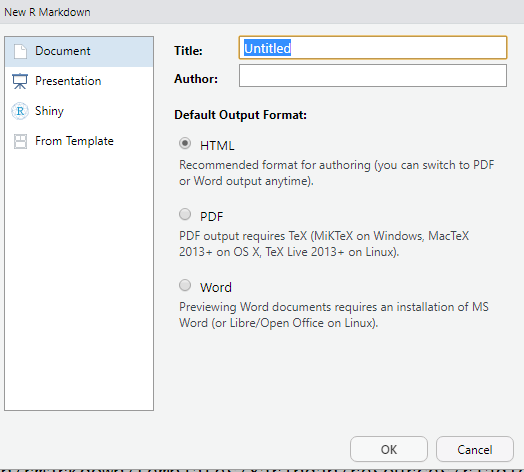 New R Markdown
Document
Presentation
Shiny
From Template
Title:
Untitled
Author:
Default Output Format:
HTML
Recommended format for authoring (you can switch to PDF
or Word output anytime).
PDF
PDF output requires TeX (MiKTeX on Windows, MacTeX
2013+ on OS X, TeX Live 2013+ on Linux).
Word
Previewing Word documents requires an installation of MS
Word (or Libre/Open Office on Linux).
OK
Cancel